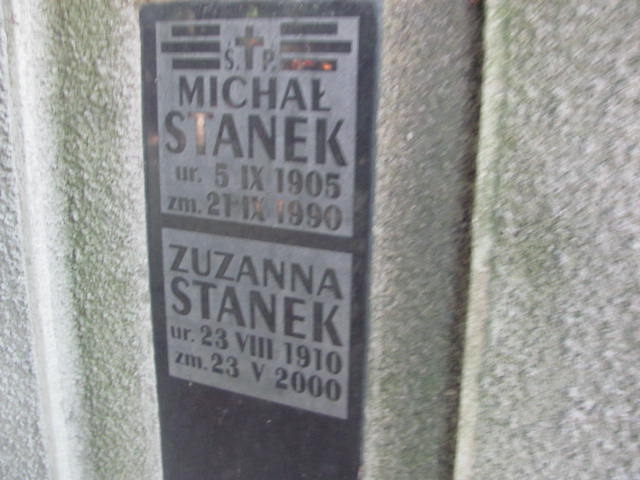 Ś. P.
MICHAŁ
STANEK
ur. 5 IX 1905
zm. 21 IX 1990
ZUZANNA
STANEK
ur. 23 VIII 1910
zm. 23 V 2000